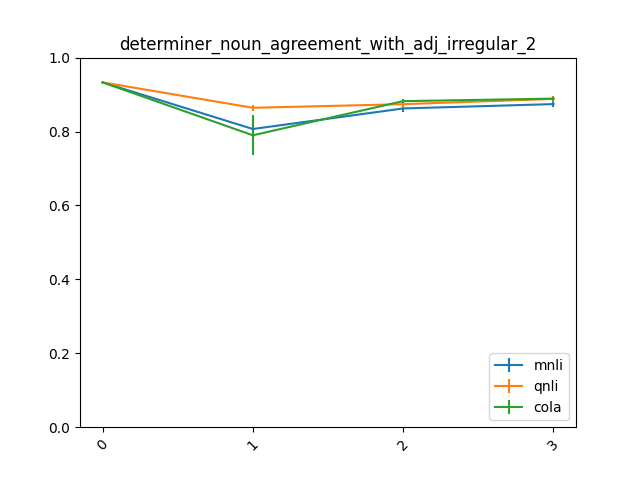 determiner_noun_agreement_with_adj_irregular_2
1.0
0.8
0.6
0.4
0.2
0.0
0
1
2
3
mnli
qnli
cola